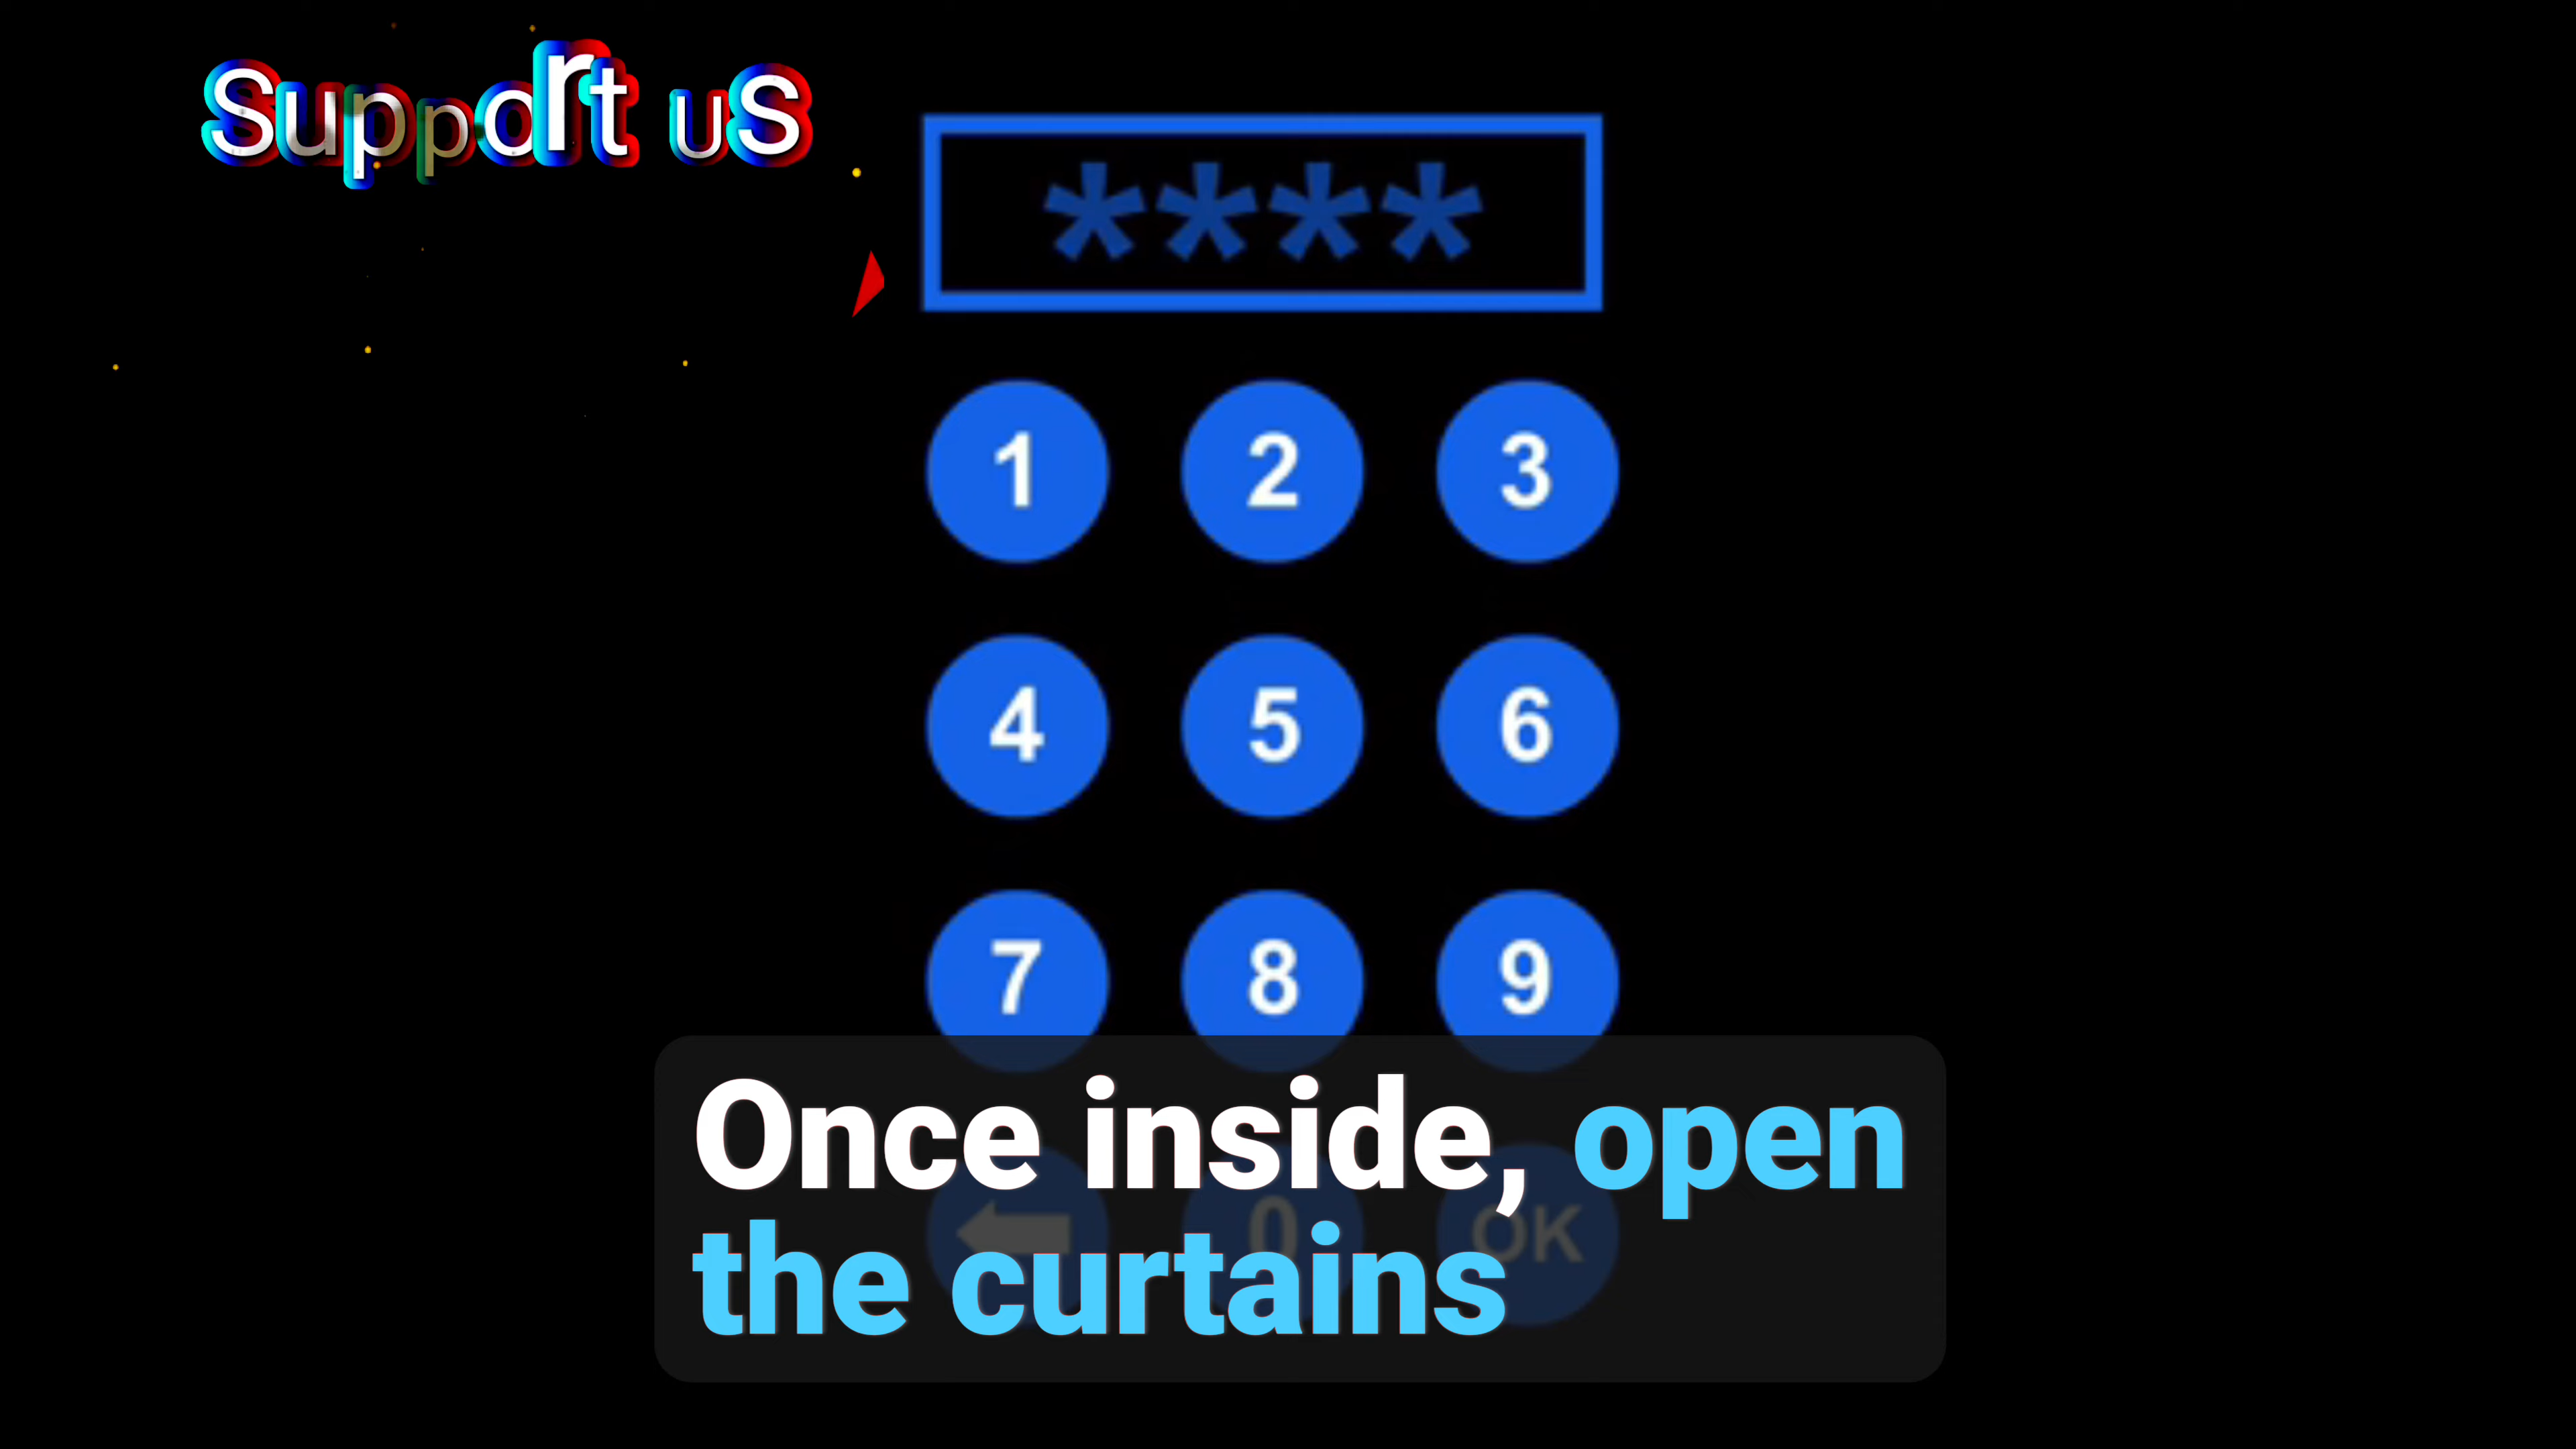 Support us
****
1 2 3
4 5 6
7 8 9
0 OK
Once inside, open
the curtains